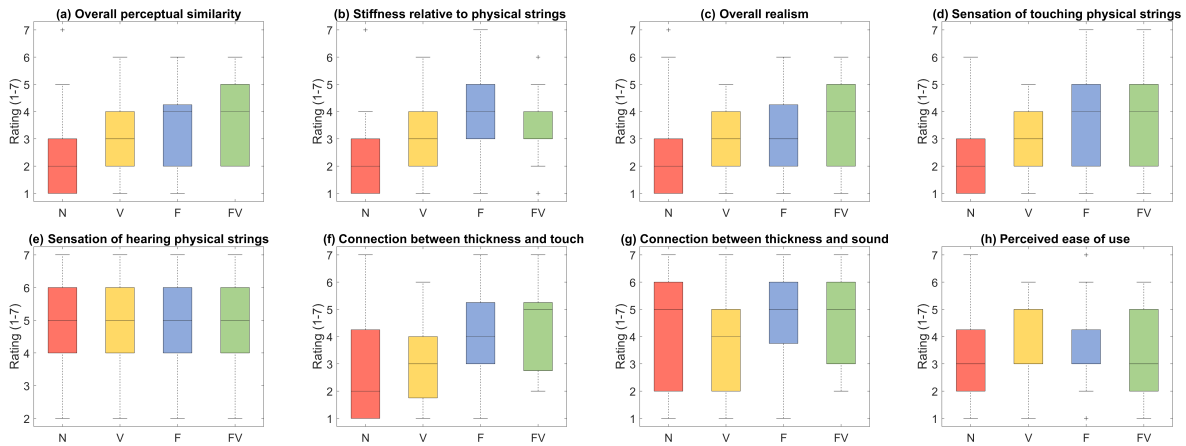 (a) Overall perceptual similarity
Rating (1-7)
7
6
5
4
3
2
1
N V F FV
(b) Stiffness relative to physical strings
Rating (1-7)
7
6
5
4
3
2
1
N V F FV
(c) Overall realism
Rating (1-7)
7
6
5
4
3
2
1
N V F FV
(d) Sensation of touching physical strings
Rating (1-7)
7
6
5
4
3
2
1
N V F FV
(e) Sensation of hearing physical strings
Rating (1-7)
7
6
5
4
3
2
N V F FV
(f) Connection between thickness and touch
Rating (1-7)
7
6
5
4
3
2
1
N V F FV
(g) Connection between thickness and sound
Rating (1-7)
7
6
5
4
3
2
1
N V F FV
(h) Perceived ease of use
Rating (1-7)
7
6
5
4
3
2
1
N V F FV